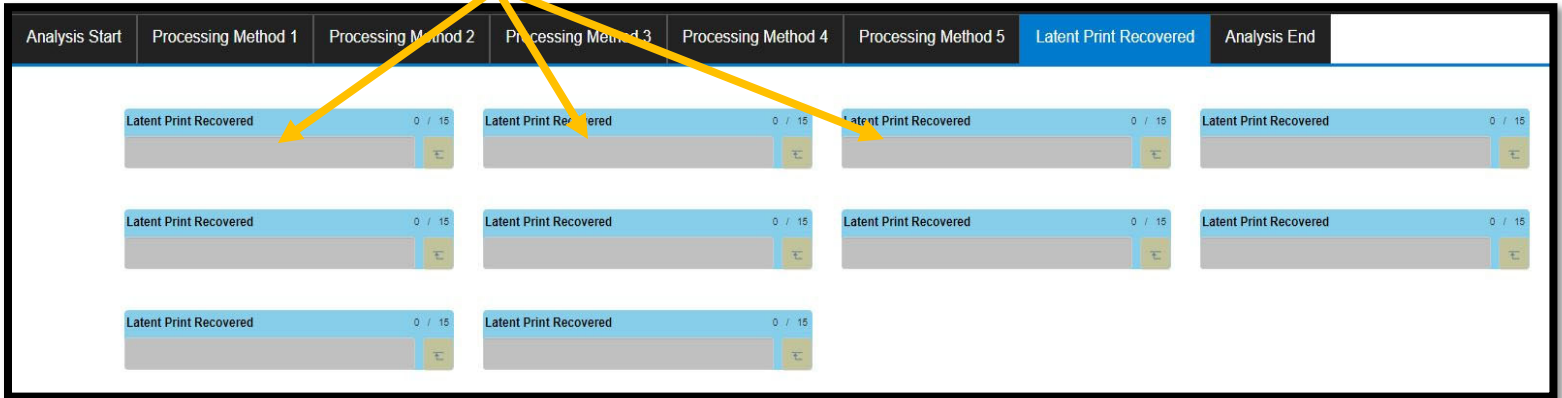 Analysis Start Processing Method 1 Processing Method 2 Processing Method 3 Processing Method 4 Processing Method 5 Latent Print Recovered Analysis End
Latent Print Recovered 0 / 15 Latent Print Recovered 0 / 15 Latent Print Recovered 0 / 15 Latent Print Recovered 0 / 15
Latent Print Recovered 0 / 15 Latent Print Recovered 0 / 15 Latent Print Recovered 0 / 15 Latent Print Recovered 0 / 15
Latent Print Recovered 0 / 15 Latent Print Recovered 0 / 15